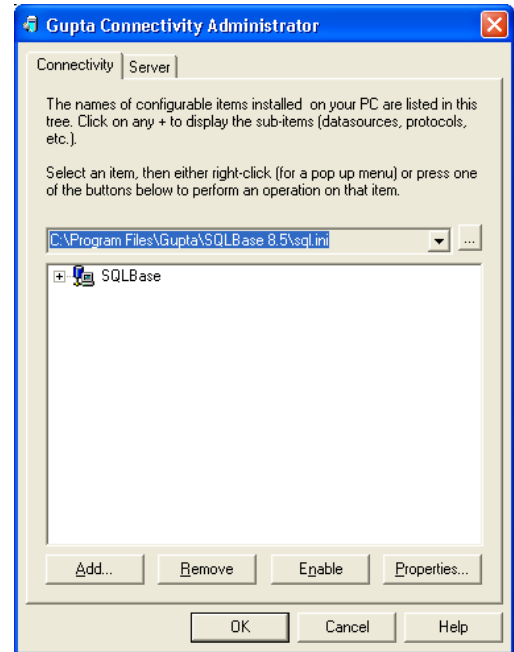 Gupta Connectivity Administrator
Connectivity
Server
The names of configurable items installed on your PC are listed in this
tree. Click on any + to display the sub-items (datasources, protocols,
etc.).
Select an item, then either right-click (for a pop up menu) or press one
of the buttons below to perform an operation on that item.
C:\Program Files\Gupta\SQLBase 8.5\sql.ini
...
SQLBase
Add...
Remove
Enable
Properties...
OK
Cancel
Help